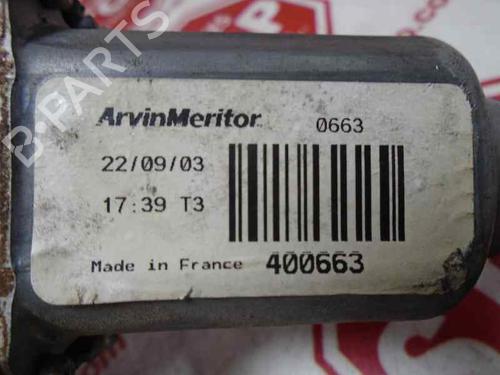 ArvinMeritor 0663
22/09/03
17:39 T3
Made in France 400663
B-PARTS